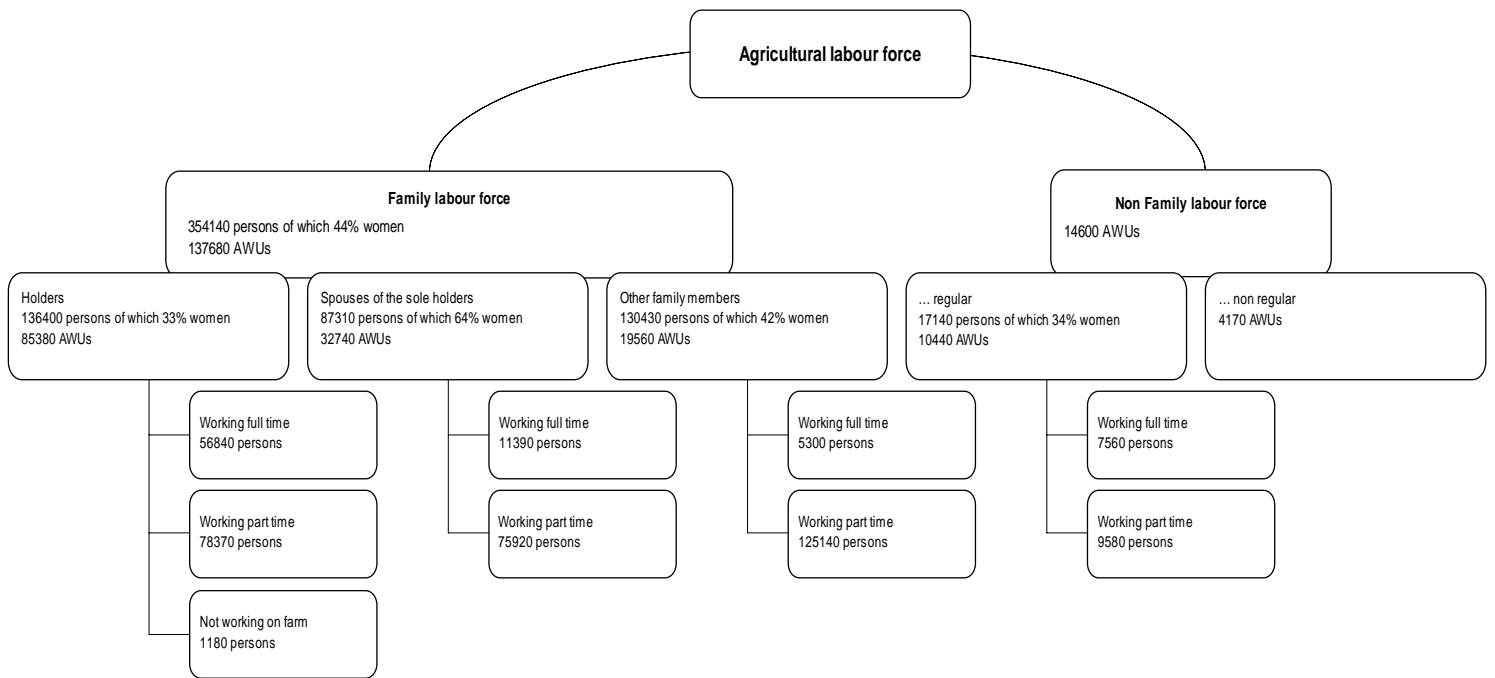 Agricultural labour force
Family labour force
354140 persons of which 44% women
137680 AWUs
Non Family labour force
14600 AWUs
Holders
136400 persons of which 33% women
85380 AWUs
Spouses of the sole holders
87310 persons of which 64% women
32740 AWUs
Other family members
130430 persons of which 42% women
19560 AWUs
... regular
17140 persons of which 34% women
10440 AWUs
... non regular
4170 AWUs
Working full time
56840 persons
Working full time
11390 persons
Working full time
5300 persons
Working full time
7560 persons
Working part time
78370 persons
Working part time
75920 persons
Working part time
125140 persons
Working part time
9580 persons
Not working on farm
1180 persons